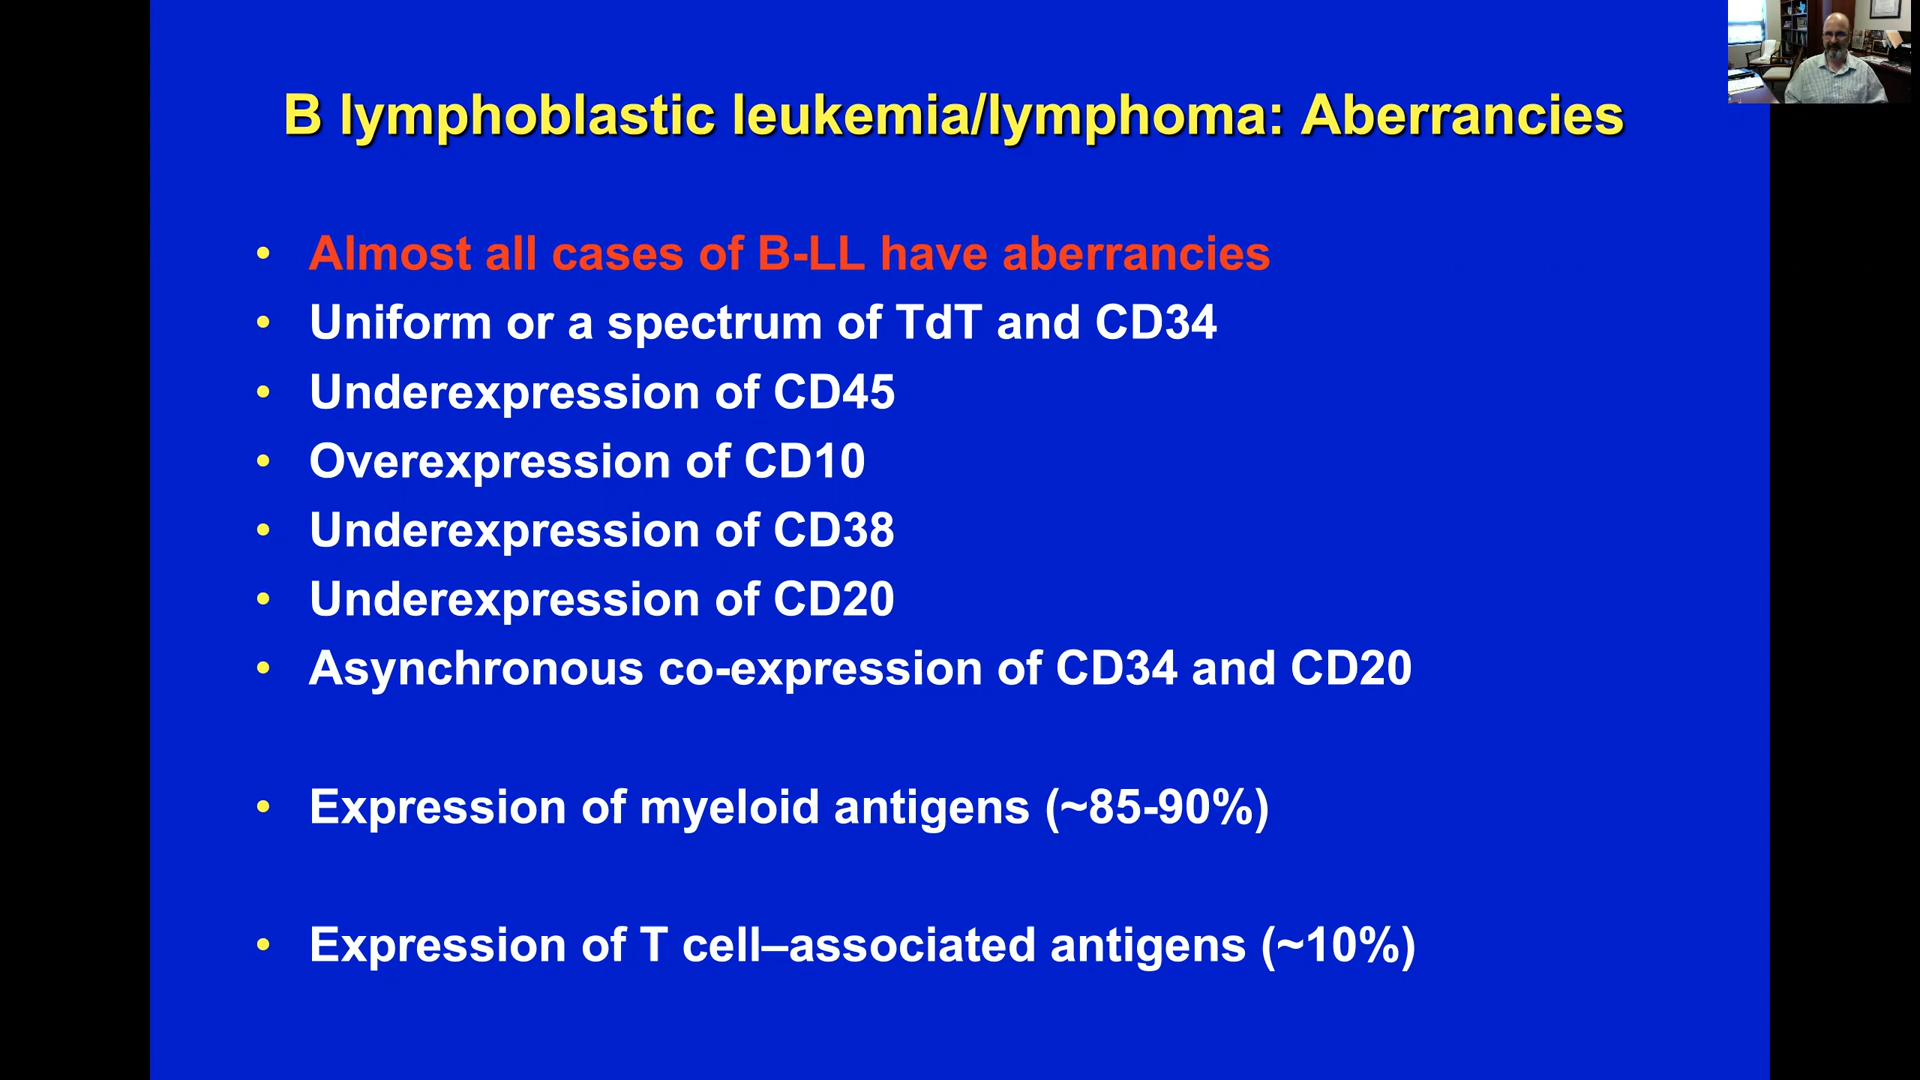 B lymphoblastic leukemia/lymphoma: Aberrancies
• Almost all cases of B-LL have aberrancies
• Uniform or a spectrum of TdT and CD34
• Underexpression of CD45
• Overexpression of CD10
• Underexpression of CD38
• Underexpression of CD20
• Asynchronous co-expression of CD34 and CD20
• Expression of myeloid antigens (~85-90%)
• Expression of T cell–associated antigens (~10%)